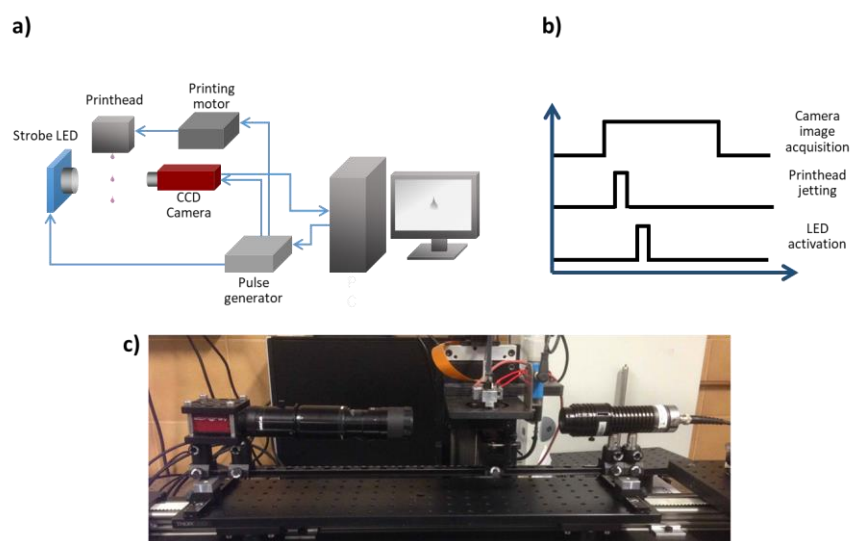 a)
Printhead
Printing
motor
Strobe LED
CCD
Camera
Pulse
generator
P
C
b)
Camera
image
acquisition
Printhead
jetting
LED
activation
c)